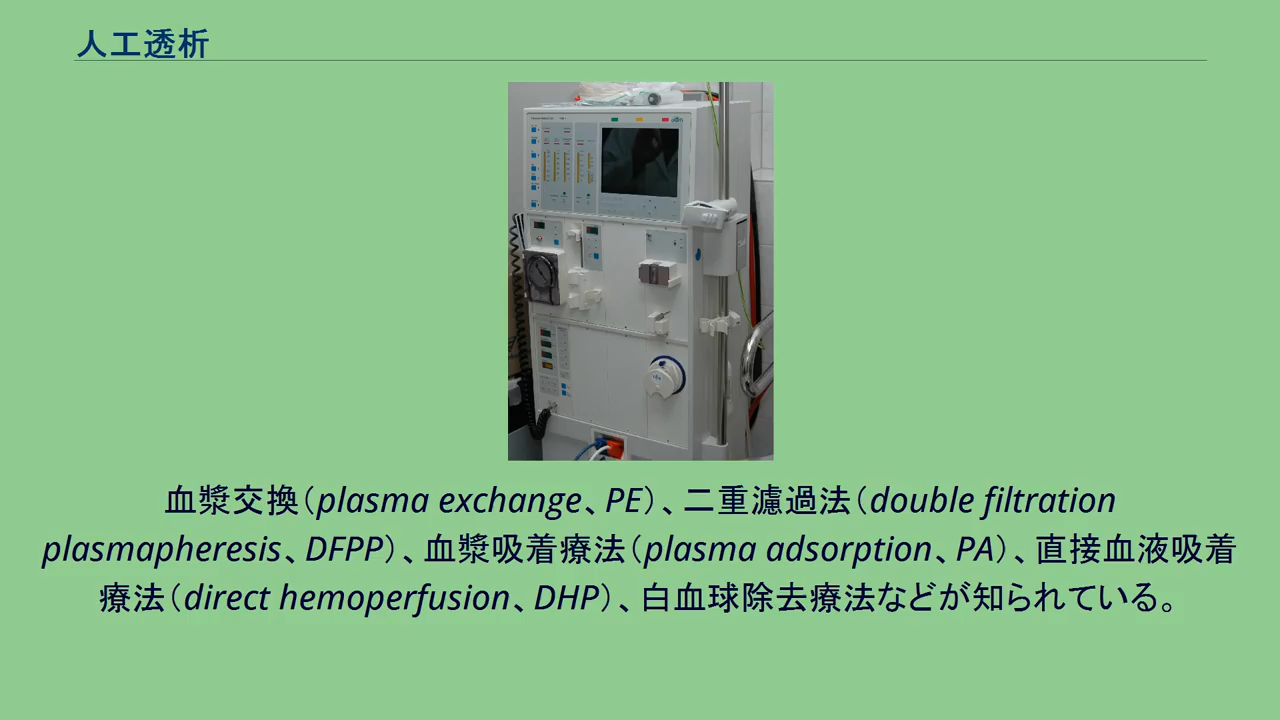 人工透析
血漿交換（plasma exchange、PE）、二重濾過法（double filtration
plasmapheresis、DFPP）、血漿吸着療法（plasma adsorption、PA）、直接血液吸着
療法（direct hemoperfusion、DHP）、白血球除去療法などが知られている。